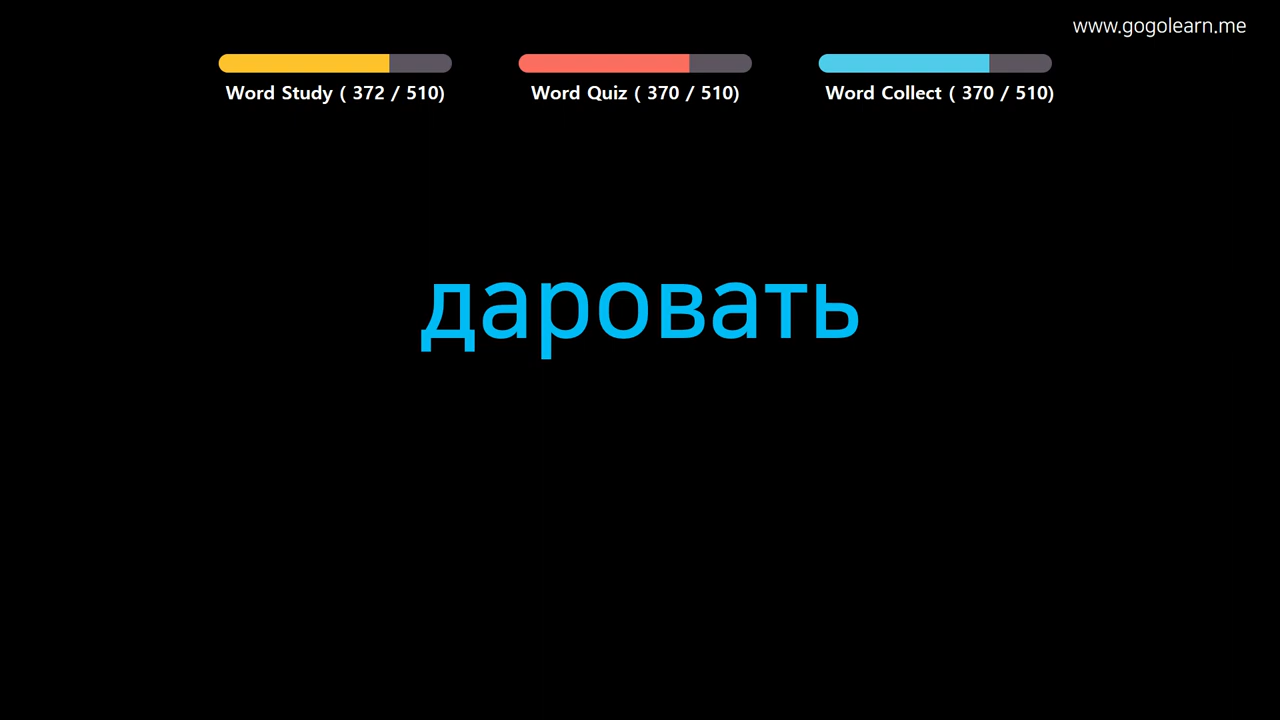 www.gogolearn.me
Word Study ( 372 / 510)
Word Quiz ( 370 / 510)
Word Collect ( 370 / 510)
даровать